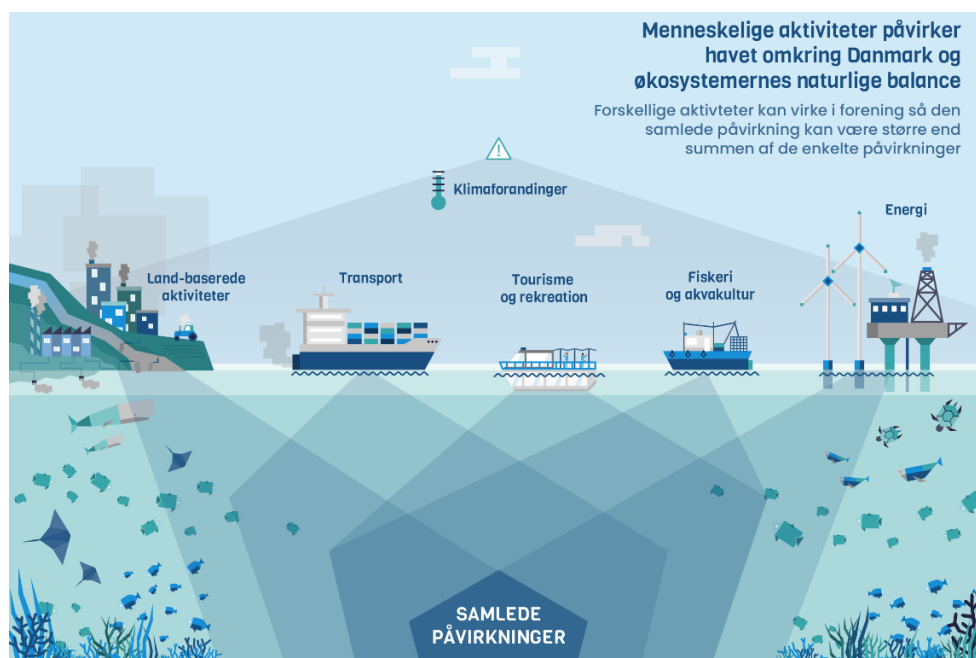 Menneskelige aktiviteter påvirker
havet omkring Danmark og
økosystemernes naturlige balance
Forskellige aktivteter kan virke i forening så den
samlede påvirkning kan være større end
summen af de enkelte påvirkninger
Klimaforandinger
Energi
Land-baserede
aktiviteter
Transport
Tourisme
og rekreation
Fiskeri
og akvakultur
SAMLEDE
PÅVIRKNINGER